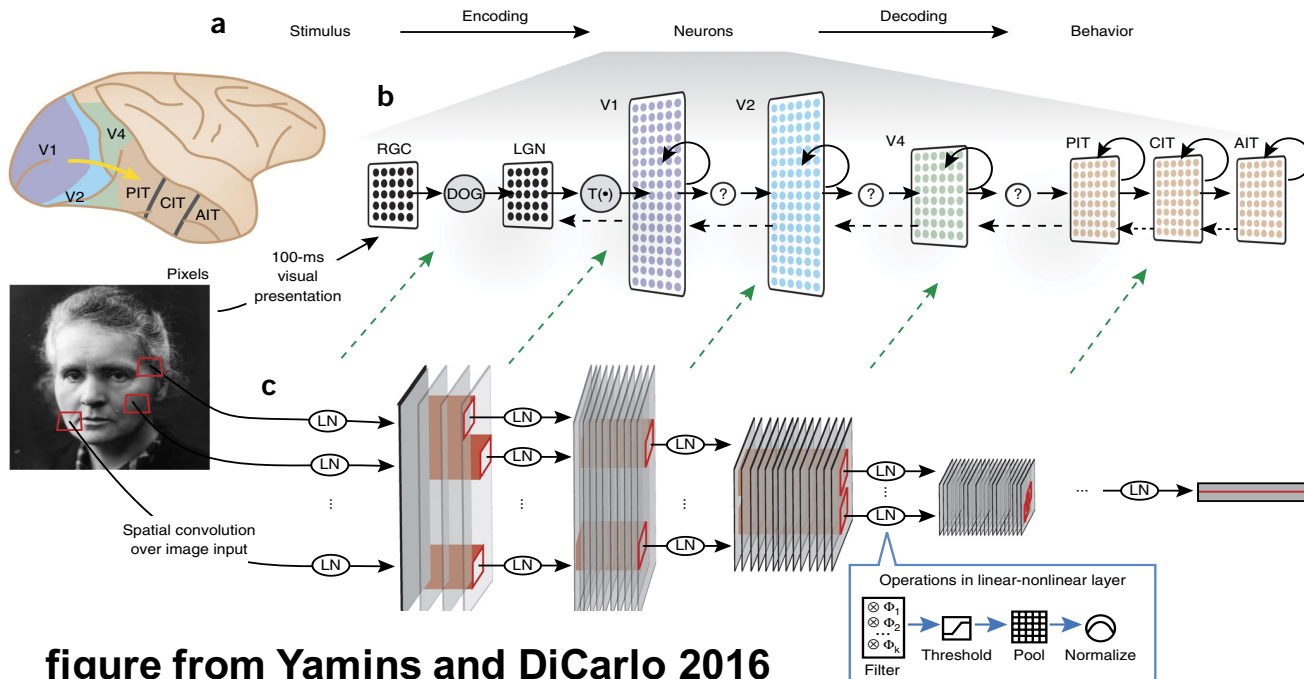 a
Stimulus
Encoding
Neurons
Decoding
Behavior
b
V1
V2
V4
PIT
CIT
AIT
RGC
LGN
DOG
T(•)
?
?
?
V1
V2
V4
PIT
CIT
AIT
100-ms
visual
presentation
Pixels
c
LN
LN
...
LN
LN
LN
...
LN
LN
...
LN
LN
...
LN
...
LN
Spatial convolution
over image input
Operations in linear-nonlinear layer
⊗ Φ1
⊗ Φ2
...
⊗ Φk
Filter
Threshold
Pool
Normalize
figure from Yamins and DiCarlo 2016